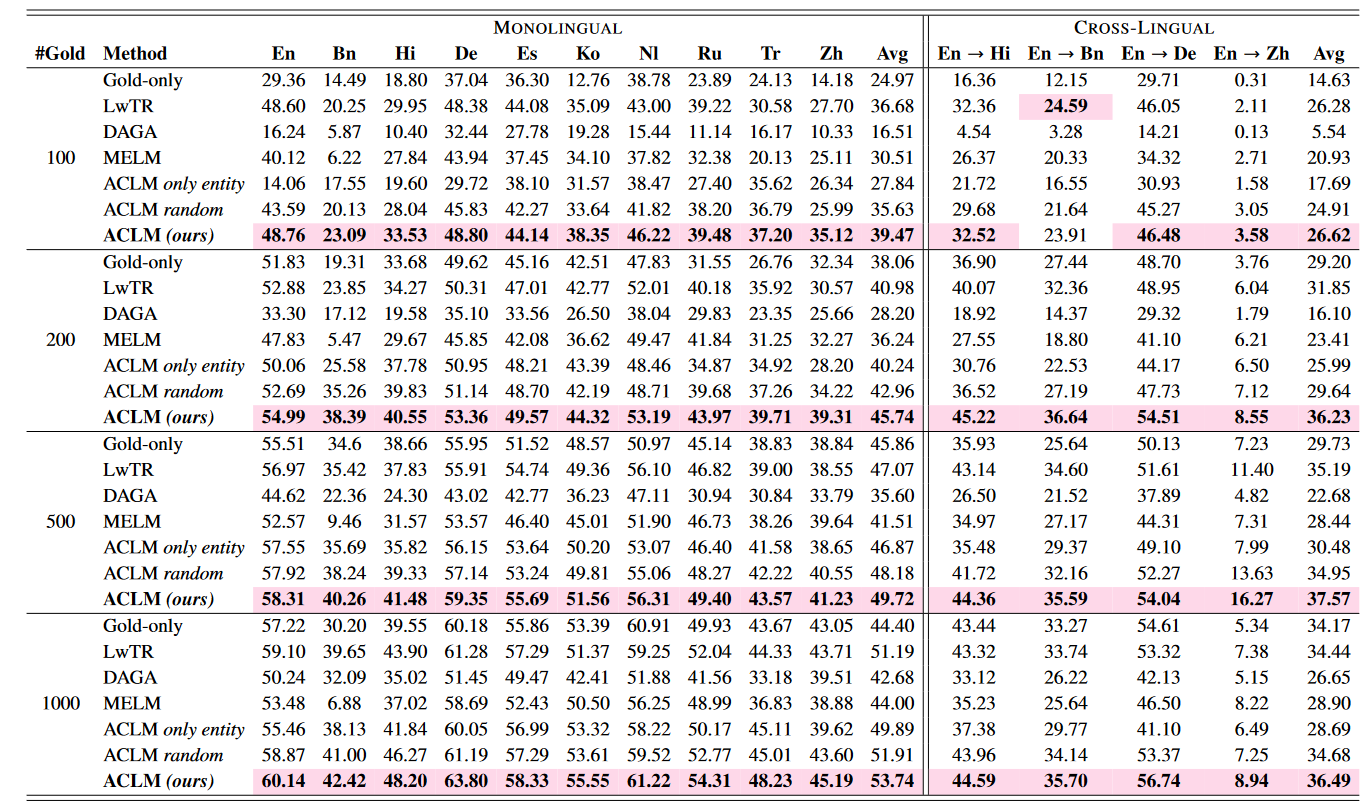 MONOLINGUAL CROSS-LINGUAL
#Gold Method En Bn Hi De Es Ko Nl Ru Tr Zh Avg En → Hi En → Bn En → De En → Zh Avg
Gold-only 29.36 14.49 18.80 37.04 36.30 12.76 38.78 23.89 24.13 14.18 24.97 16.36 12.15 29.71 0.31 14.63
LwTR 48.60 20.25 29.95 48.38 44.08 35.09 43.00 39.22 30.58 27.70 36.68 32.36 24.59 46.05 2.11 26.28
DAGA 16.24 5.87 10.40 32.44 27.78 19.28 15.44 11.14 16.17 10.33 16.51 4.54 3.28 14.21 0.13 5.54
100 MELM 40.12 6.22 27.84 43.94 37.45 34.10 37.82 32.38 20.13 25.11 30.51 26.37 20.33 34.32 2.71 20.93
ACLM only entity 14.06 17.55 19.60 29.72 38.10 31.57 38.47 27.40 35.62 26.34 27.84 21.72 16.55 30.93 1.58 17.69
ACLM random 43.59 20.13 28.04 45.83 42.27 33.64 41.82 38.20 36.79 25.99 35.63 29.68 21.64 45.27 3.05 24.91
ACLM (ours) 48.76 23.09 33.53 48.80 44.14 38.35 46.22 39.48 37.20 35.12 39.47 32.52 23.91 46.48 3.58 26.62
Gold-only 51.83 19.31 33.68 49.62 45.16 42.51 47.83 31.55 26.76 32.34 38.06 36.90 27.44 48.70 3.76 29.20
LwTR 52.88 23.85 34.27 50.31 47.01 42.77 52.01 40.18 35.92 30.57 40.98 40.07 32.36 48.95 6.04 31.85
DAGA 33.30 17.12 19.58 35.10 33.56 26.50 38.04 29.83 23.35 25.66 28.20 18.92 14.37 29.32 1.79 16.10
200 MELM 47.83 5.47 29.67 45.85 42.08 36.62 49.47 41.84 31.25 32.27 36.24 27.55 18.80 41.10 6.21 23.41
ACLM only entity 50.06 25.58 37.78 50.95 48.21 43.39 48.46 34.87 34.92 28.20 40.24 30.76 22.53 44.17 6.50 25.99
ACLM random 52.69 35.26 39.83 51.14 48.70 42.19 48.71 39.68 37.26 34.22 42.96 36.52 27.19 47.73 7.12 29.64
ACLM (ours) 54.99 38.39 40.55 53.36 49.57 44.32 53.19 43.97 39.71 39.31 45.74 45.22 36.64 54.51 8.55 36.23
Gold-only 55.51 34.6 38.66 55.95 51.52 48.57 50.97 45.14 38.83 38.84 45.86 35.93 25.64 50.13 7.23 29.73
LwTR 56.97 35.42 37.83 55.91 54.74 49.36 56.10 46.82 39.00 38.55 47.07 43.14 34.60 51.61 11.40 35.19
DAGA 44.62 22.36 24.30 43.02 42.77 36.23 47.11 30.94 30.84 33.79 35.60 26.50 21.52 37.89 4.82 22.68
500 MELM 52.57 9.46 31.57 53.57 46.40 45.01 51.90 46.73 38.26 39.64 41.51 34.97 27.17 44.31 7.31 28.44
ACLM only entity 57.55 35.69 35.82 56.15 53.64 50.20 53.07 46.40 41.58 38.65 46.87 35.48 29.37 49.10 7.99 30.48
ACLM random 57.92 38.24 39.33 57.14 53.24 49.81 55.06 48.27 42.22 40.55 48.18 41.72 32.16 52.27 13.63 34.95
ACLM (ours) 58.31 40.26 41.48 59.35 55.69 51.56 56.31 49.40 43.57 41.23 49.72 44.36 35.59 54.04 16.27 37.57
Gold-only 57.22 30.20 39.55 60.18 55.86 53.39 60.91 49.93 43.67 43.05 44.40 43.44 33.27 54.61 5.34 34.17
LwTR 59.10 39.65 43.90 61.28 57.29 51.37 59.25 52.04 44.33 43.71 51.19 43.32 33.74 53.32 7.38 34.44
DAGA 50.24 32.09 35.02 51.45 49.47 42.41 51.88 41.56 33.18 39.51 42.68 33.12 26.22 42.13 5.15 26.65
1000 MELM 53.48 6.88 37.02 58.69 52.43 50.50 56.25 48.99 36.83 38.88 44.00 35.23 25.64 46.50 8.22 28.90
ACLM only entity 55.46 38.13 41.84 60.05 56.99 53.32 58.22 50.17 45.11 39.62 49.89 37.38 29.77 41.10 6.49 28.69
ACLM random 58.87 41.00 46.27 61.19 57.29 53.61 59.52 52.77 45.01 43.60 51.91 43.96 34.14 53.37 7.25 34.68
ACLM (ours) 60.14 42.42 48.20 63.80 58.33 55.55 61.22 54.31 48.23 45.19 53.74 44.59 35.70 56.74 8.94 36.49